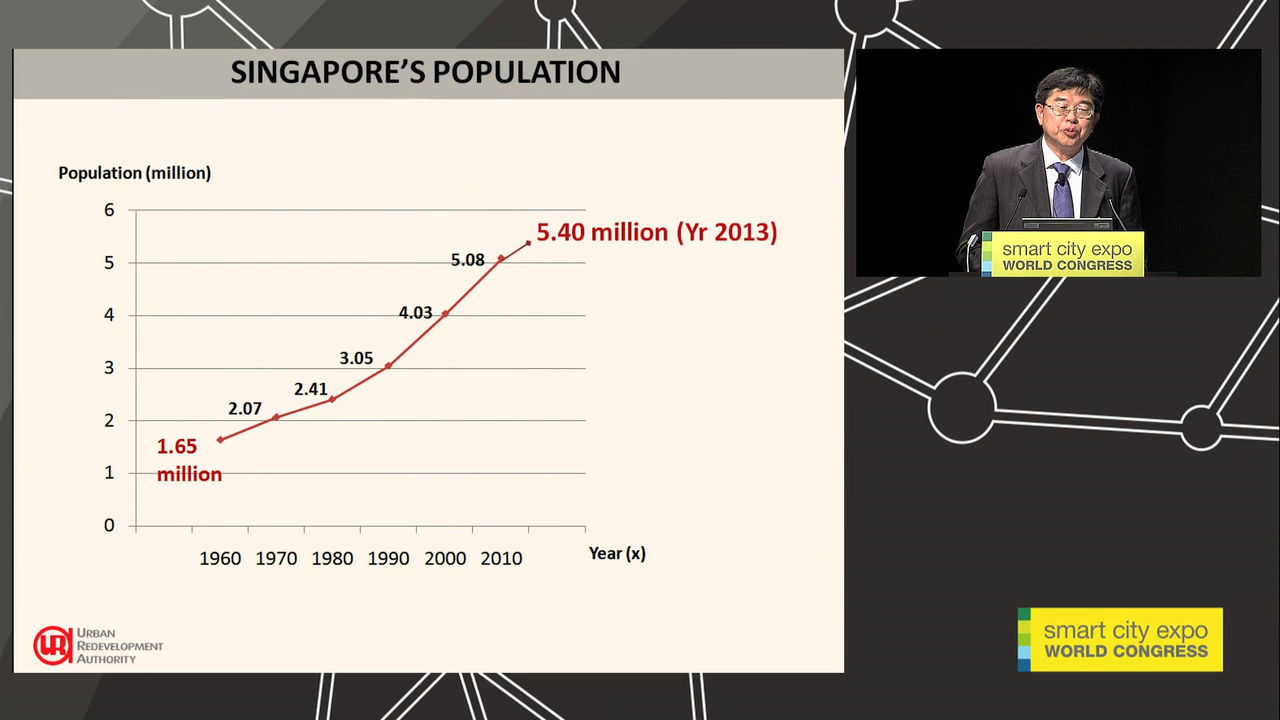 SINGAPORE'S POPULATION
Population (million)
6
5
4
3
2
1
0
1.65
million
2.07
2.41
3.05
4.03
5.08
5.40 million (Yr 2013)
1960 1970 1980 1990 2000 2010
Year (x)
URBAN
REDEVELOPMENT
AUTHORITY
smart city expo
WORLD CONGRESS
smart city expo
WORLD CONGRESS